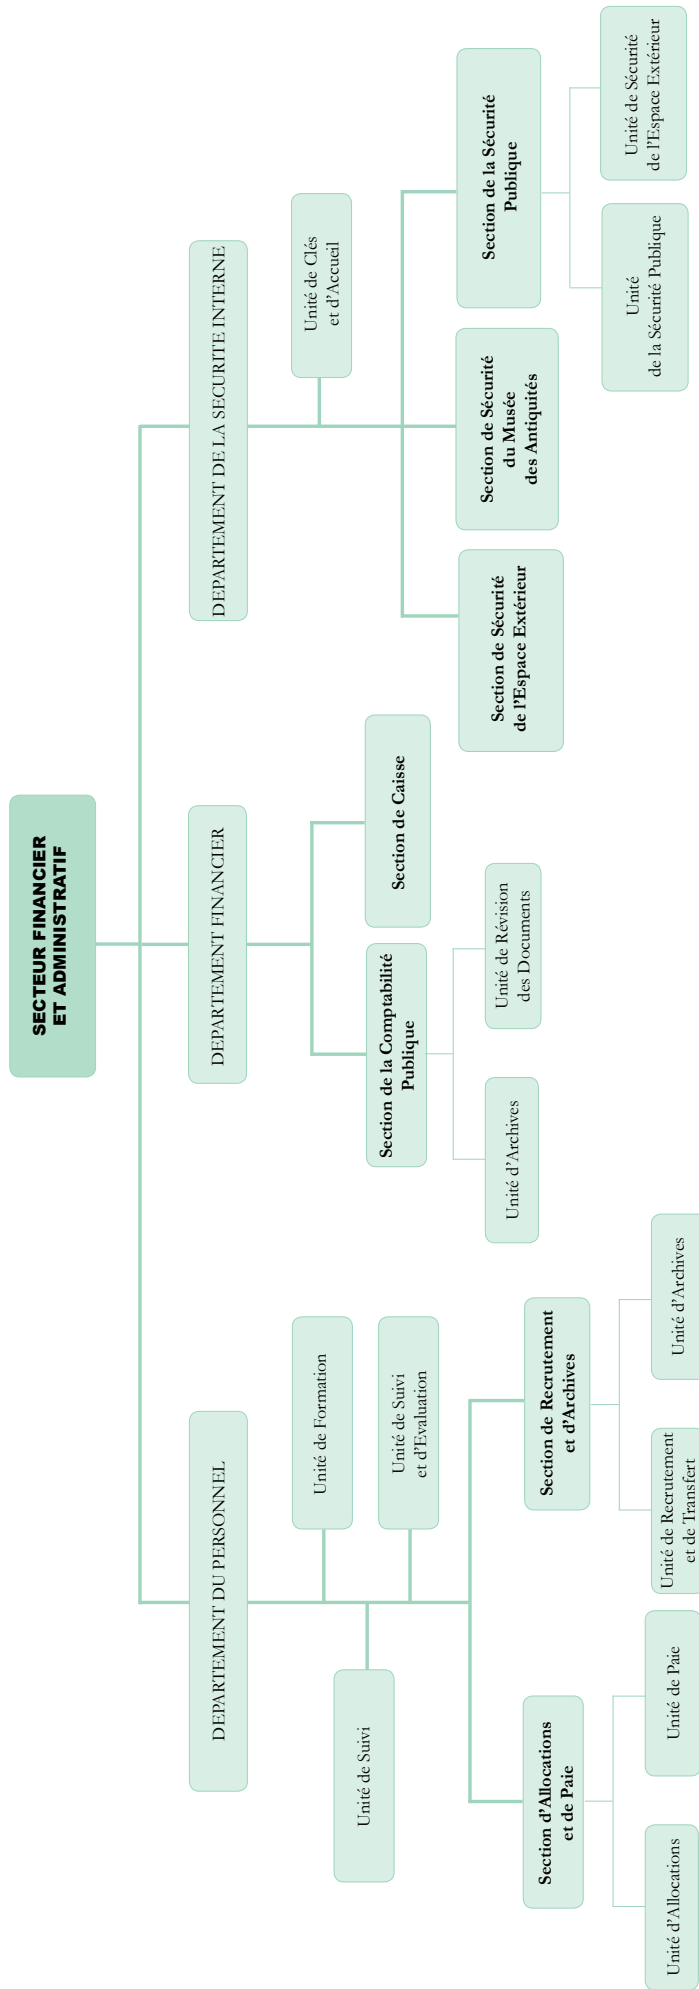 SECTEUR FINANCIER
ET ADMINISTRATIF
DEPARTEMENT DU PERSONNEL
Unité de Formation
Unité de Suivi
Unité de Suivi
et d'Evaluation
Section d'Allocations
et de Paie
Unité d'Allocations
Unité de Paie
Section de Recrutement
et d'Archives
Unité de Recrutement
et de Transfert
Unité d'Archives
DEPARTEMENT FINANCIER
Section de la Comptabilité
Publique
Unité d'Archives
Unité de Révision
des Documents
Section de Caisse
DEPARTEMENT DE LA SECURITE INTERNE
Unité de Clés
et d'Accueil
Section de Sécurité
de l'Espace Extérieur
Section de Sécurité
du Musée
des Antiquités
Section de la Sécurité
Publique
Unité
de la Sécurité Publique
Unité de Sécurité
de l'Espace Extérieur